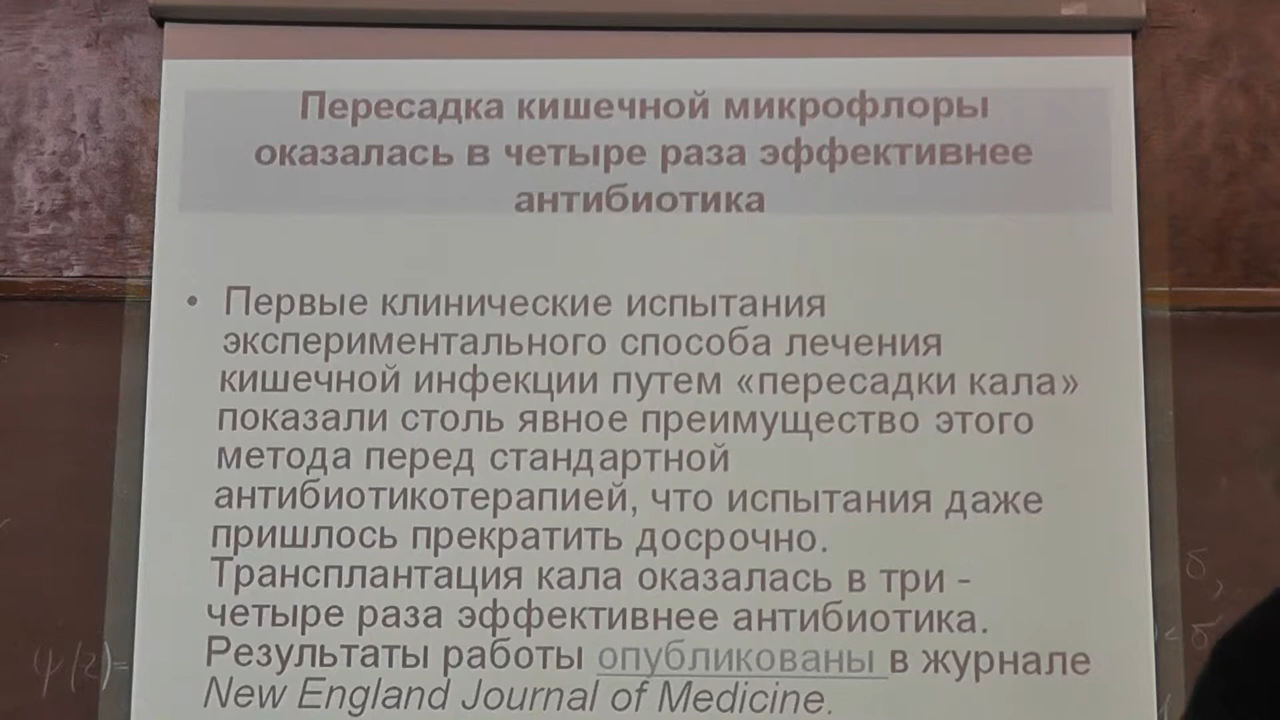 Пересадка кишечной микрофлоры
оказалась в четыре раза эффективнее
антибиотика
• Первые клинические испытания
экспериментального способа лечения
кишечной инфекции путем «пересадки кала»
показали столь явное преимущество этого
метода перед стандартной
антибиотикотерапией, что испытания даже
пришлось прекратить досрочно.
Трансплантация кала оказалась в три -
четыре раза эффективнее антибиотика.
Результаты работы опубликованы в журнале
New England Journal of Medicine.
ψ(z)=